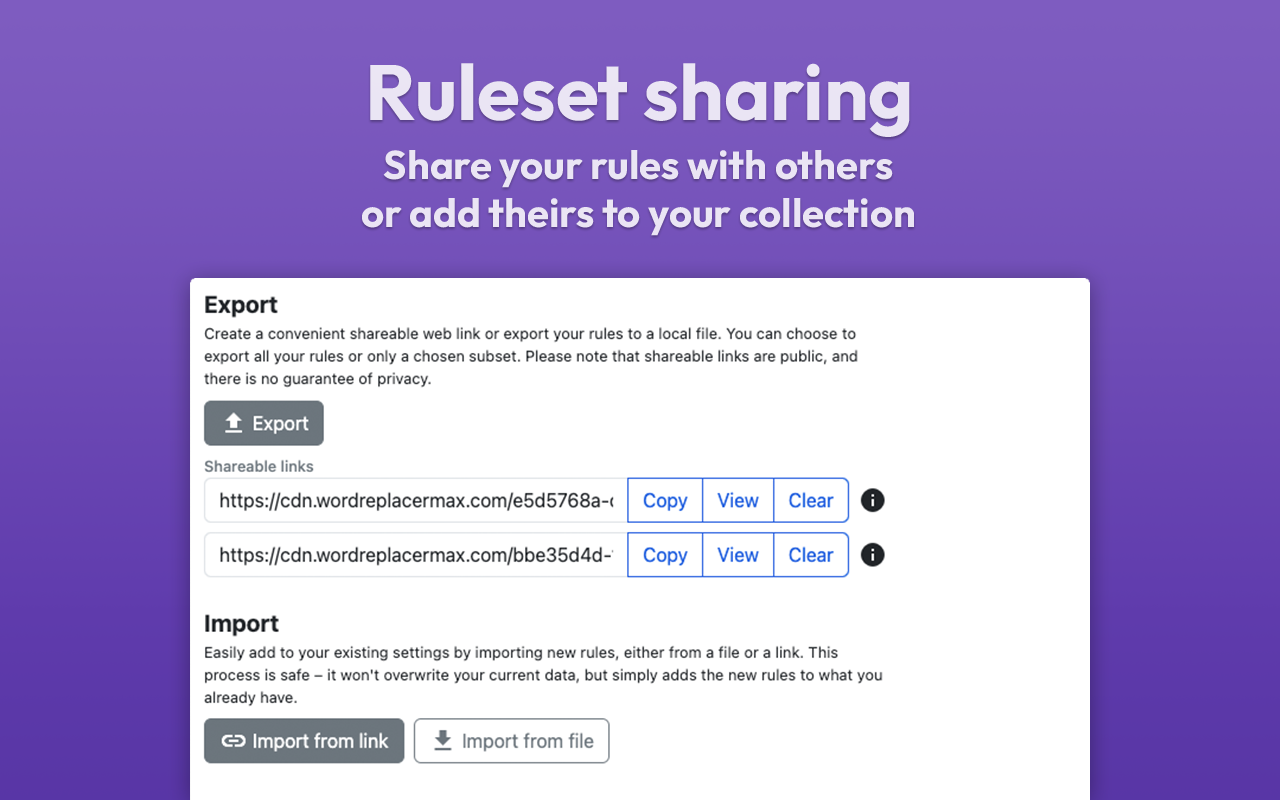 Ruleset sharing
Share your rules with others
or add theirs to your collection
Export
Create a convenient shareable web link or export your rules to a local file. You can choose to
export all your rules or only a chosen subset. Please note that shareable links are public, and
there is no guarantee of privacy.
Export
Shareable links
https://cdn.wordreplacermax.com/e5d5768a- Copy View Clear
https://cdn.wordreplacermax.com/bbe35d4d- Copy View Clear
Import
Easily add to your existing settings by importing new rules, either from a file or a link. This
process is safe – it won't overwrite your current data, but simply adds the new rules to what you
already have.
Import from link Import from file